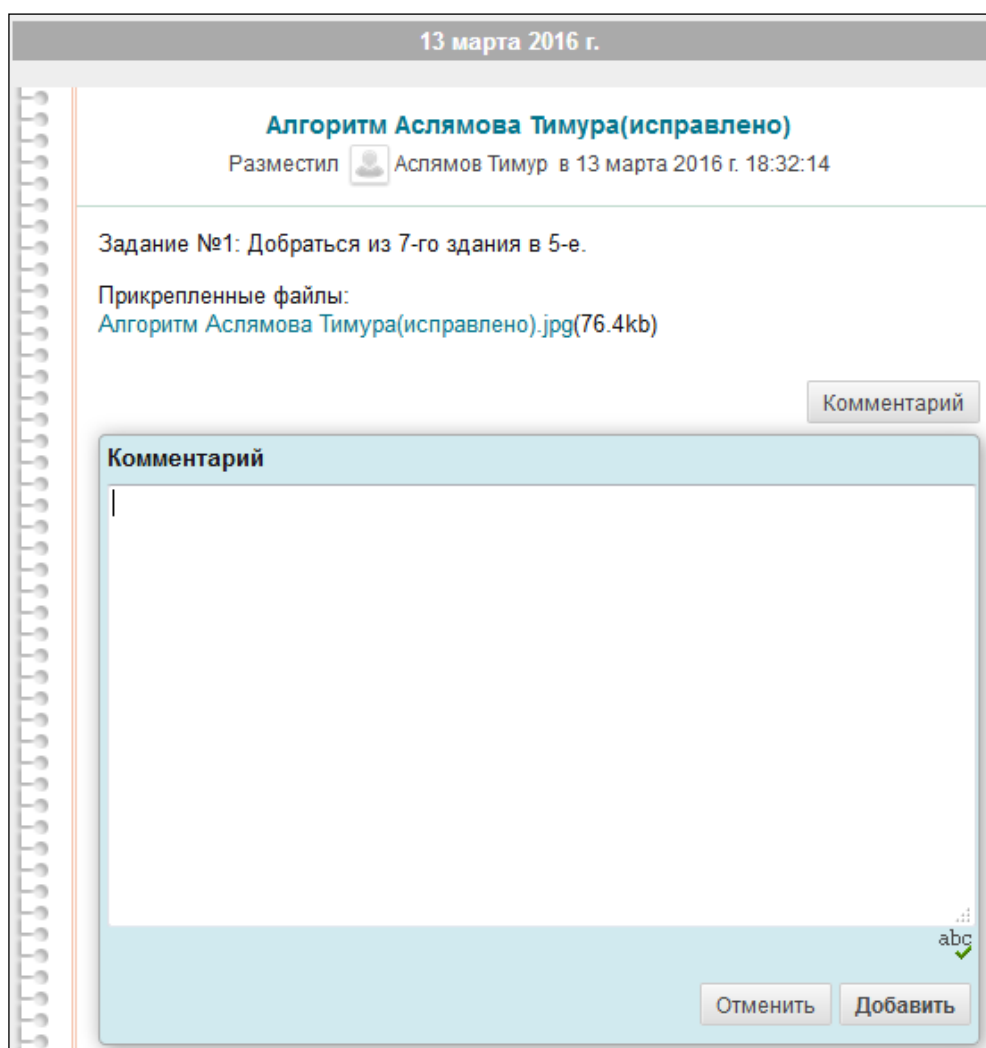 13 марта 2016 г.
Алгоритм Аслямова Тимура(исправлено)
Разместил Аслямов Тимур в 13 марта 2016 г. 18:32:14
Задание №1: Добраться из 7-го здания в 5-е.
Прикрепленные файлы:
Алгоритм Аслямова Тимура(исправлено).jpg(76.4kb)
Комментарий
Комментарий
abc
Отменить Добавить